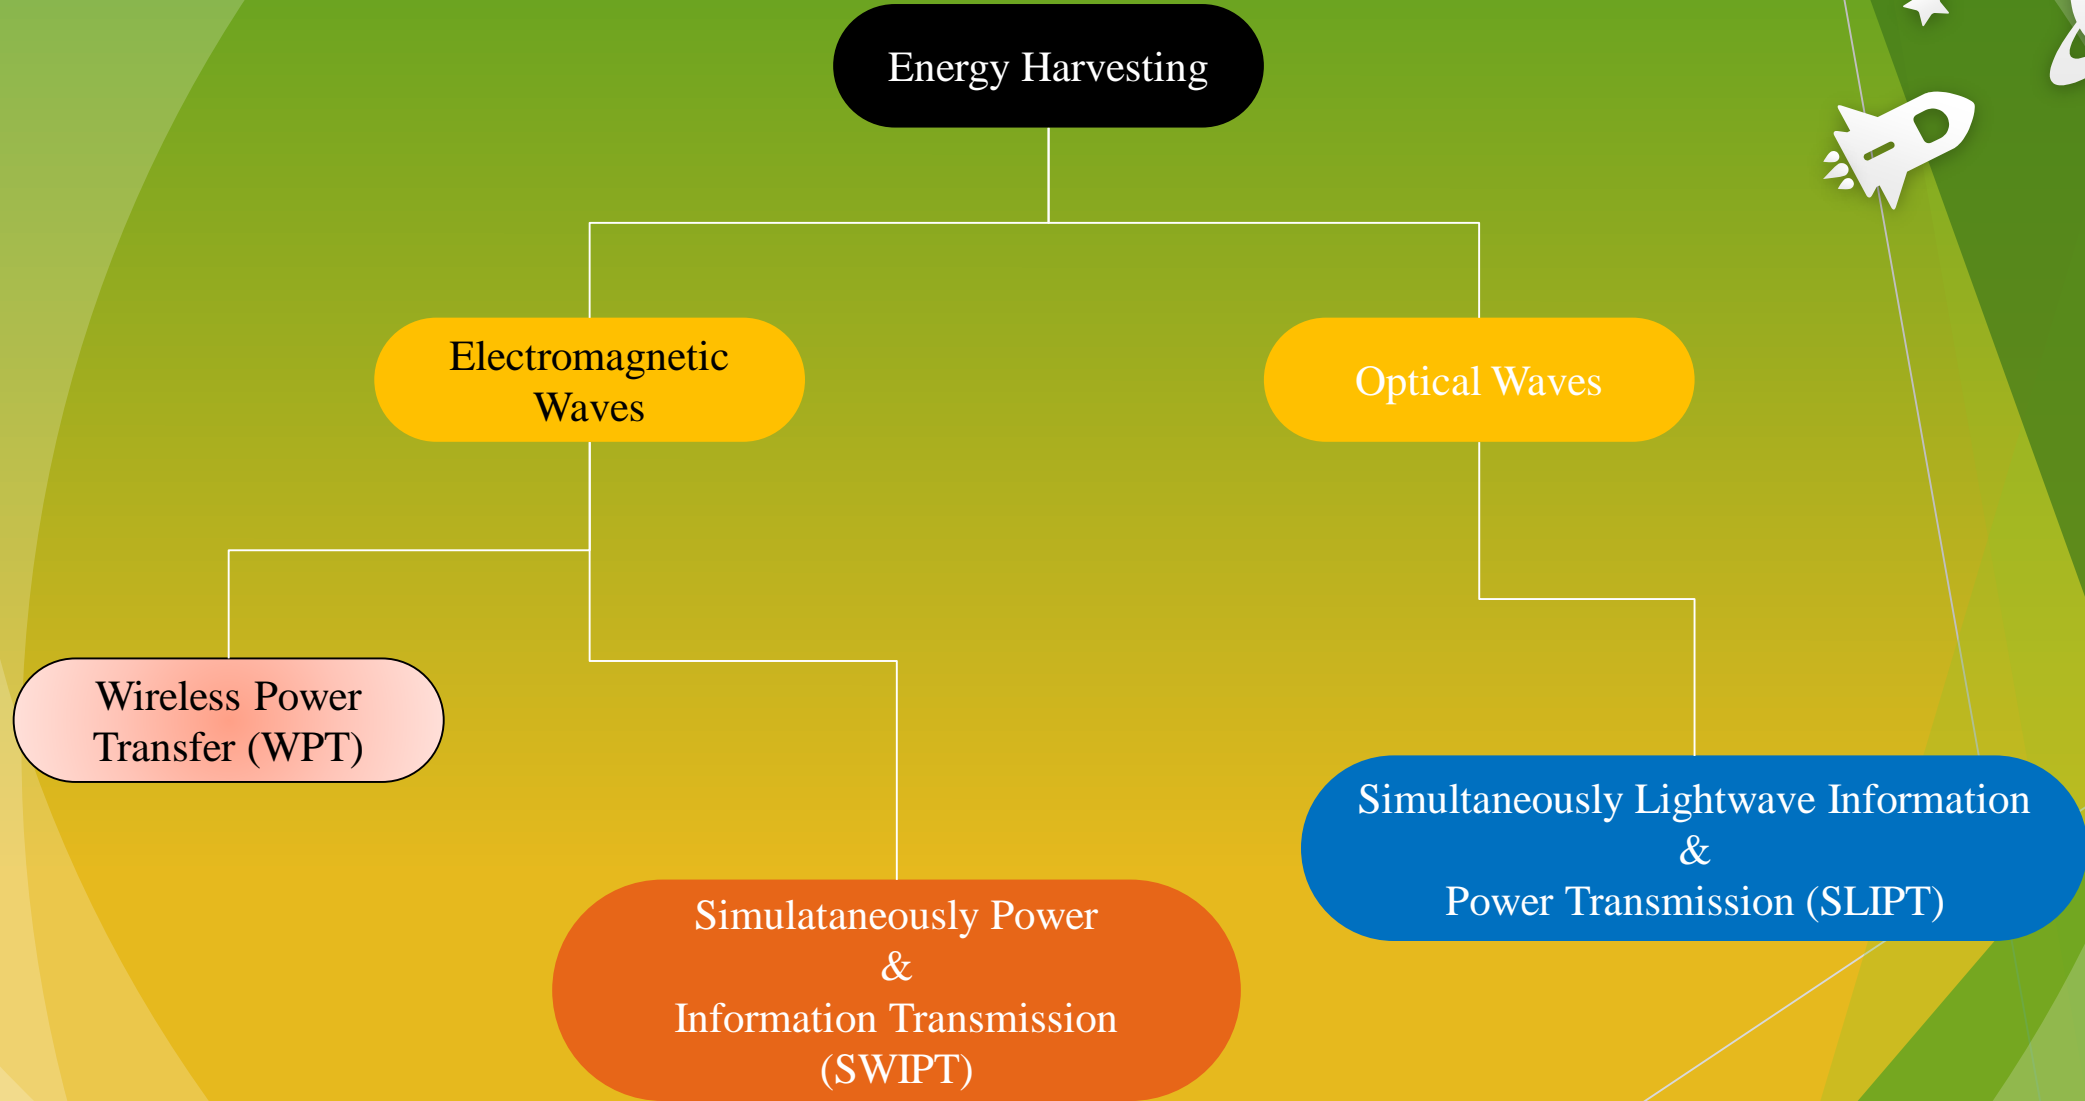 Energy Harvesting
Electromagnetic
Waves
Optical Waves
Wireless Power
Transfer (WPT)
Simulataneously Power
&
Information Transmission
(SWIPT)
Simultaneously Lightwave Information
&
Power Transmission (SLIPT)